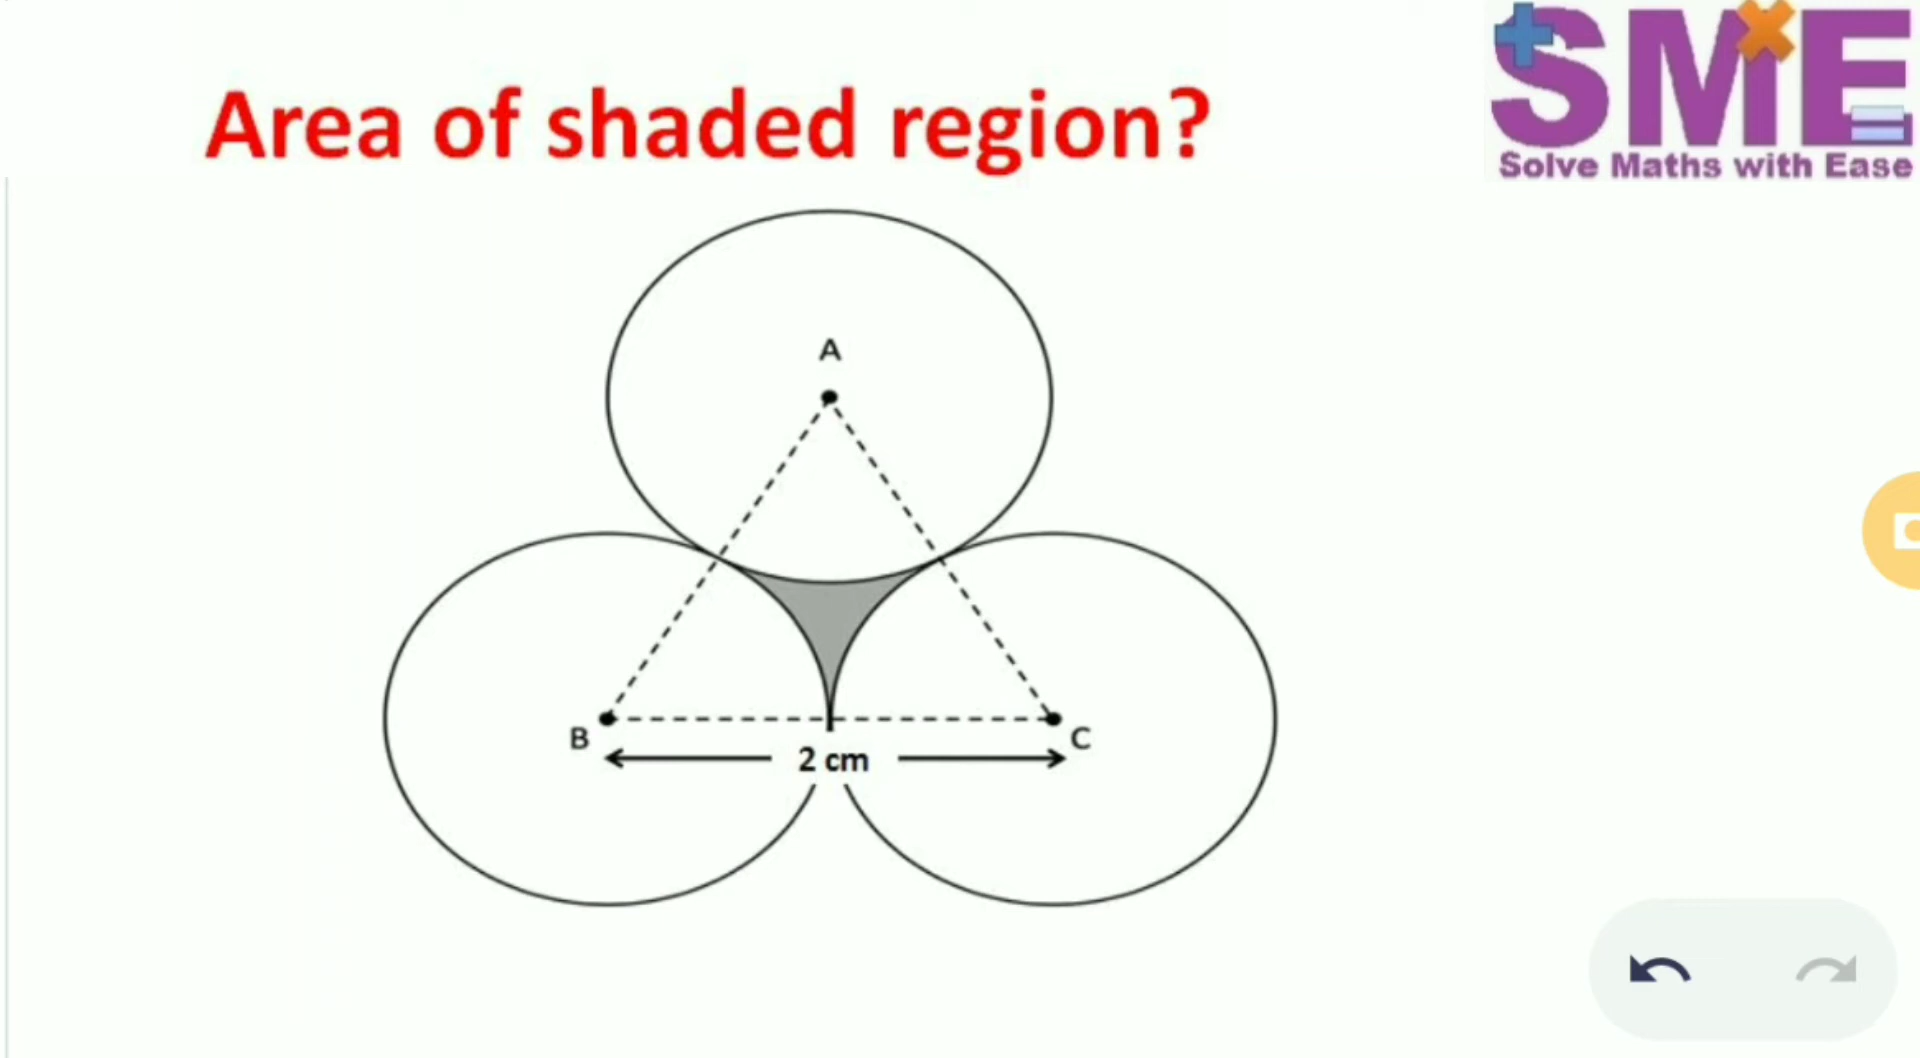 SME
Solve Maths with Ease
Area of shaded region?
A
B
C
2 cm